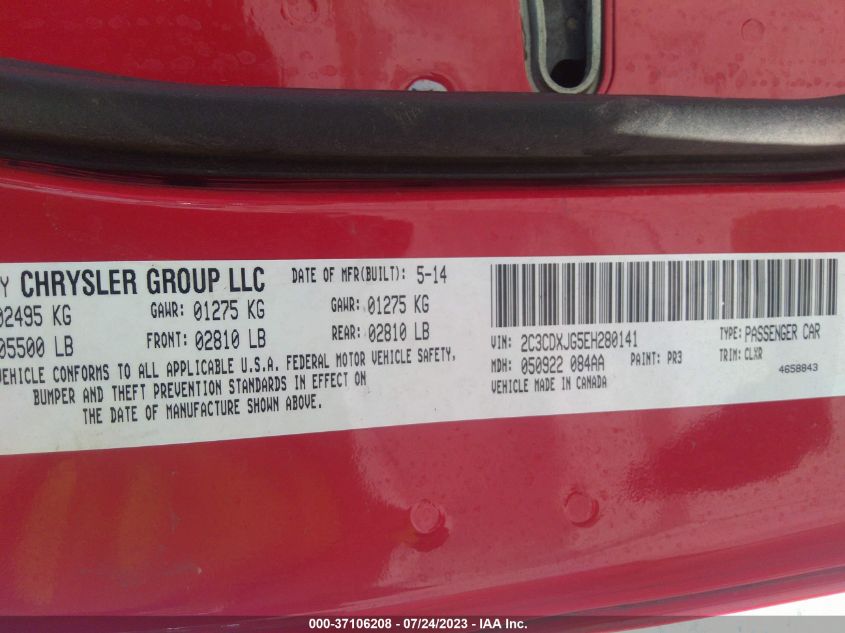 Y CHRYSLER GROUP LLC DATE OF MFR(BUILT): 5-14
02495 KG GAWR: 01275 KG GAWR: 01275 KG
05500 LB FRONT: 02810 LB REAR: 02810 LB
VEHICLE CONFORMS TO ALL APPLICABLE U.S.A. FEDERAL MOTOR VEHICLE SAFETY,
BUMPER AND THEFT PREVENTION STANDARDS IN EFFECT ON
THE DATE OF MANUFACTURE SHOWN ABOVE.
VIN: 2C3CDXJG5EH280141 TYPE: PASSENGER CAR
MDH: 050922 084AA PAINT: PR3 TRIM: CLXR
VEHICLE MADE IN CANADA 4658843
000-37106208 - 07/24/2023 - IAA Inc.